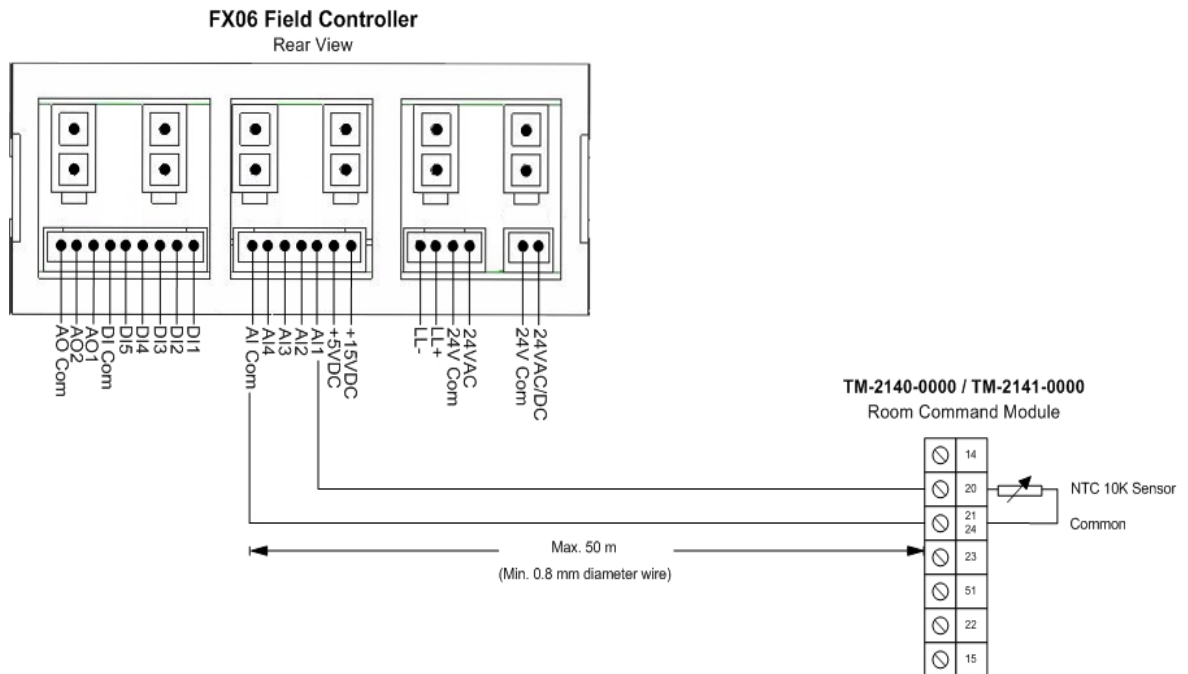 FX06 Field Controller
Rear View
AO Com
AO2
AO1
DI Com
DI5
DI4
DI3
DI2
DI1
AI Com
AI4
AI3
AI2
AI1
+5VDC
+15VDC
LL-
LL+
24V Com
24VAC
24V Com
24VAC/DC
TM-2140-0000 / TM-2141-0000
Room Command Module
14
20
NTC 10K Sensor
21
24
Common
Max. 50 m
(Min. 0.8 mm diameter wire)
23
51
22
15